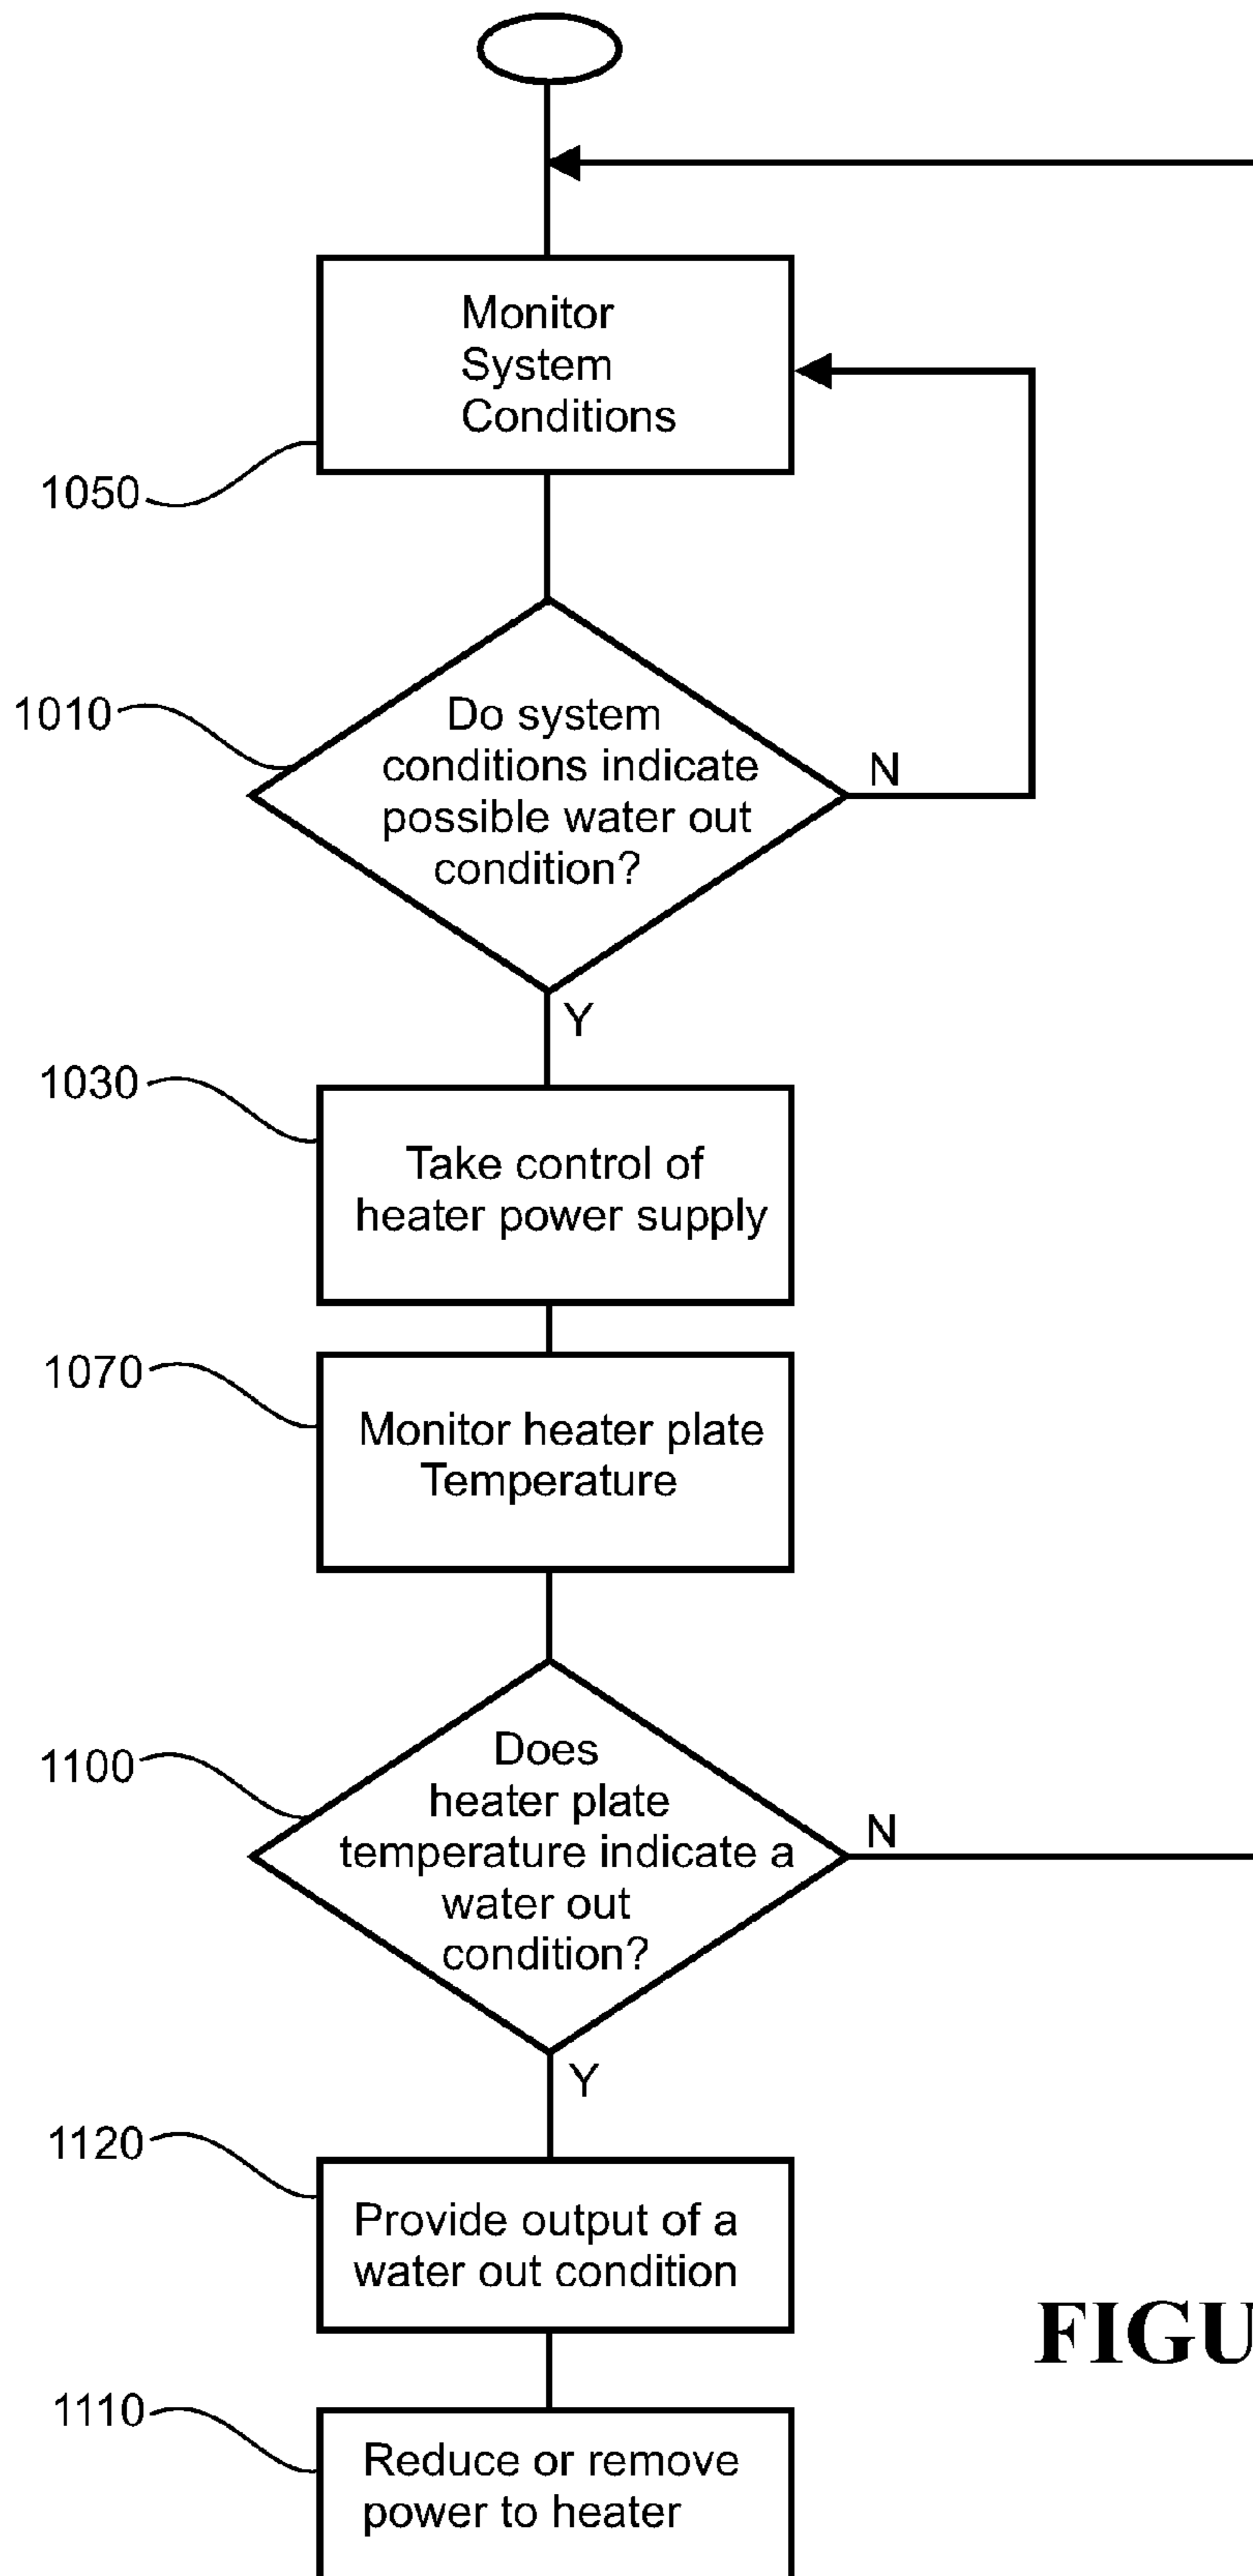 Monitor
System
Conditions
1050
1010
Do system
conditions indicate
possible water out
condition?
N
Y
1030
Take control of
heater power supply
1070
Monitor heater plate
Temperature
1100
Does
heater plate
temperature indicate a
water out
condition?
N
Y
1120
Provide output of a
water out condition
FIGU
1110
Reduce or remove
power to heater